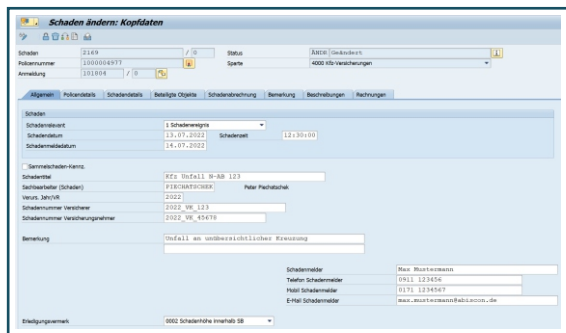 Schaden ändern: Kopfdaten
Schaden 2169 / 0 Status ÄNDE Geändert
Policennummer 1000004977 Sparte 4000 Kfz-Versicherungen
Anmeldung 101804 / 0
Allgemein Policendetails Schadendetails Beteiligte Objekte Schadenabrechnung Bemerkung Beschreibungen Rechnungen
Schaden
Schadenrelevant 1 Schadenereignis
Schadendatum 13.07.2022 Schadenzeit 12:30:00
Schadenmeldedatum 14.07.2022
Sammelschaden-Kennz.
Schadentitel Kfz Unfall N-AB 123
Sachbearbeiter (Schaden) PIECHATSCHEK Peter Piechatschek
Verurs. Jahr/VR 2022
Schadennummer Versicherer 2022_VK_123
Schadennummer Versicherungsnehmer 2022_VK_45678
Bemerkung Unfall an unübersichtlicher Kreuzung
Schadenmelder Max Mustermann
Telefon Schadenmelder 0911 123456
Mobil Schadenmelder 0171 1234567
E-Mail Schadenmelder max.mustermann@abiscon.de
Erledigungsvermerk 0002 Schadenhöhe innerhalb SB